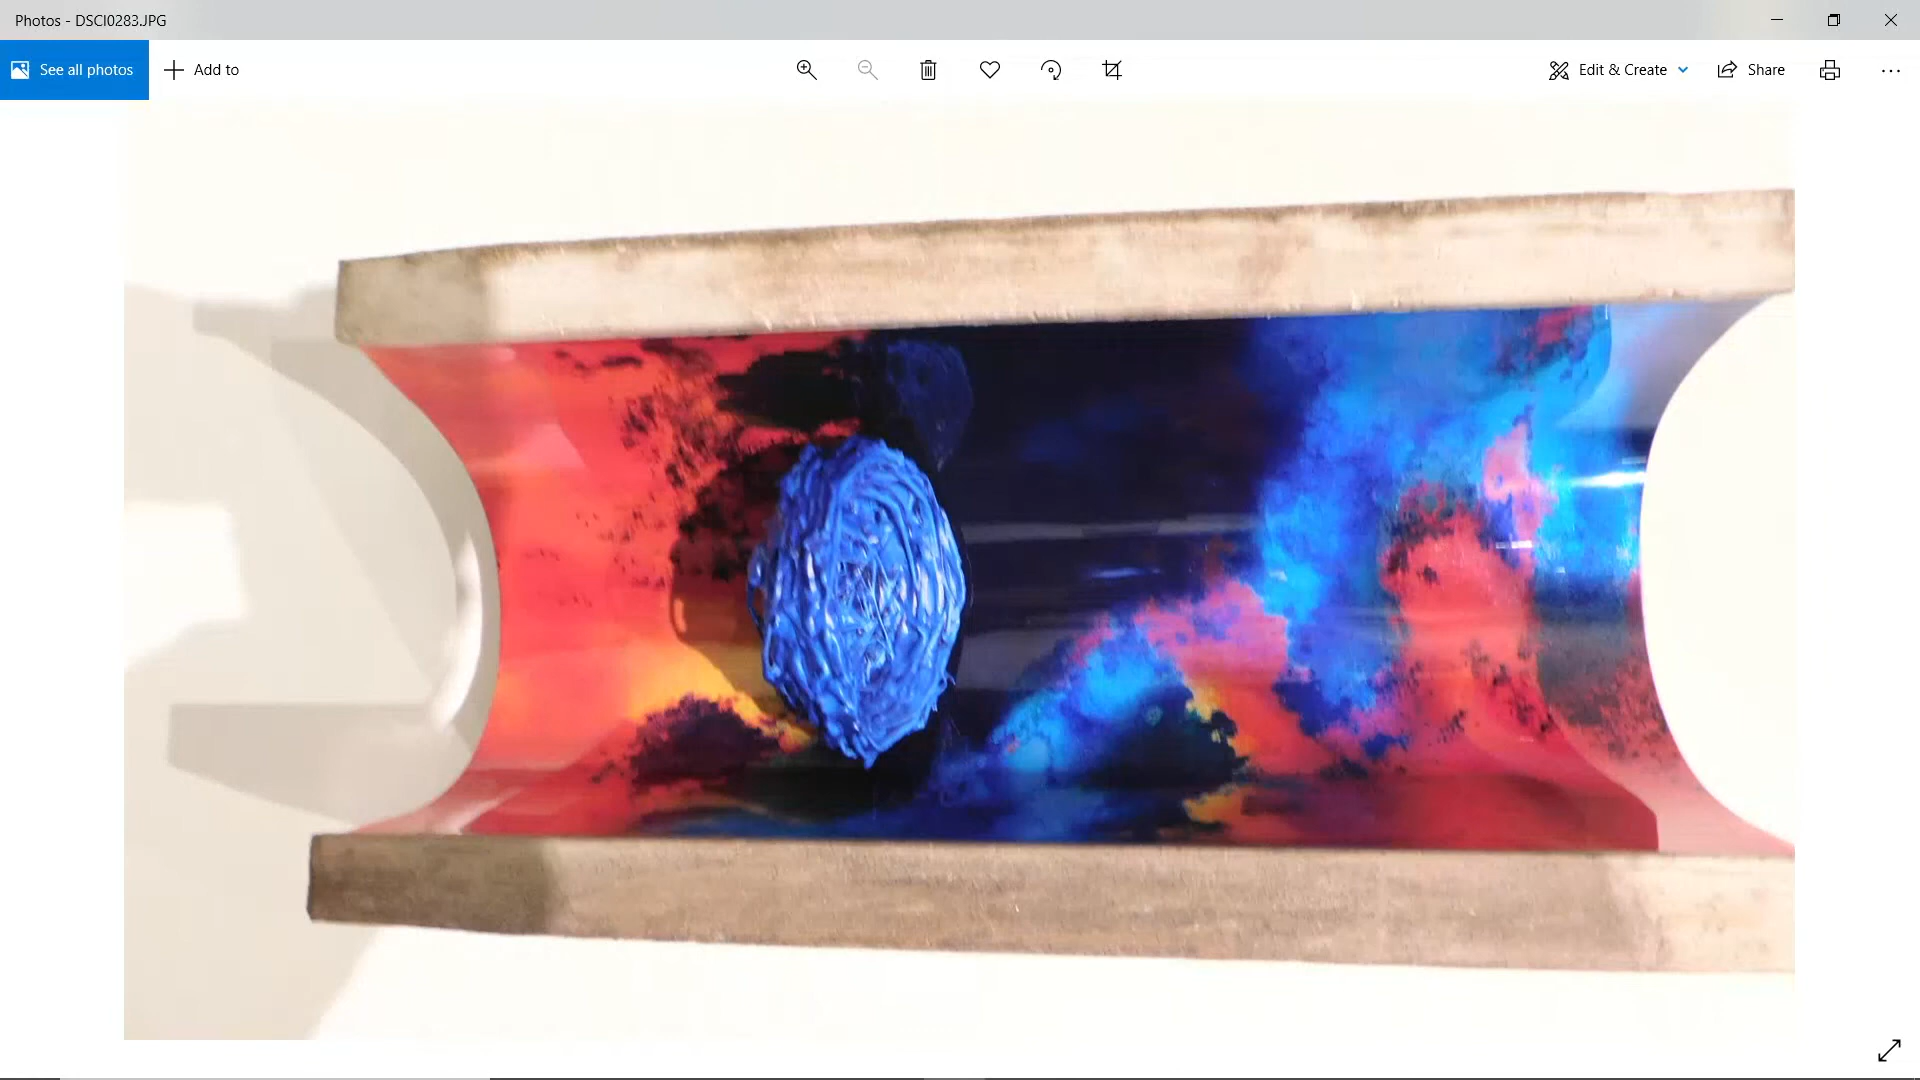 Photos - DSCI0283.JPG
See all photos
Add to
Edit & Create
Share